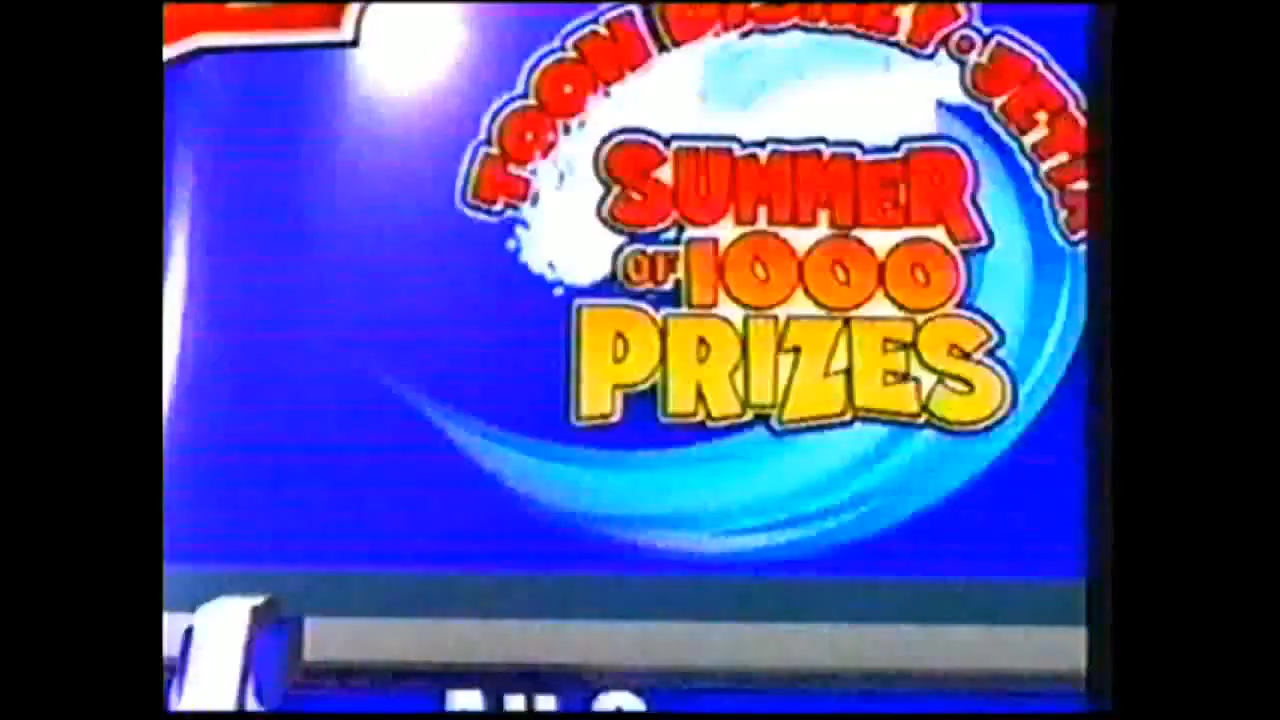 TOON DISNEY • JETIX
SUMMER
OF 1000
PRIZES